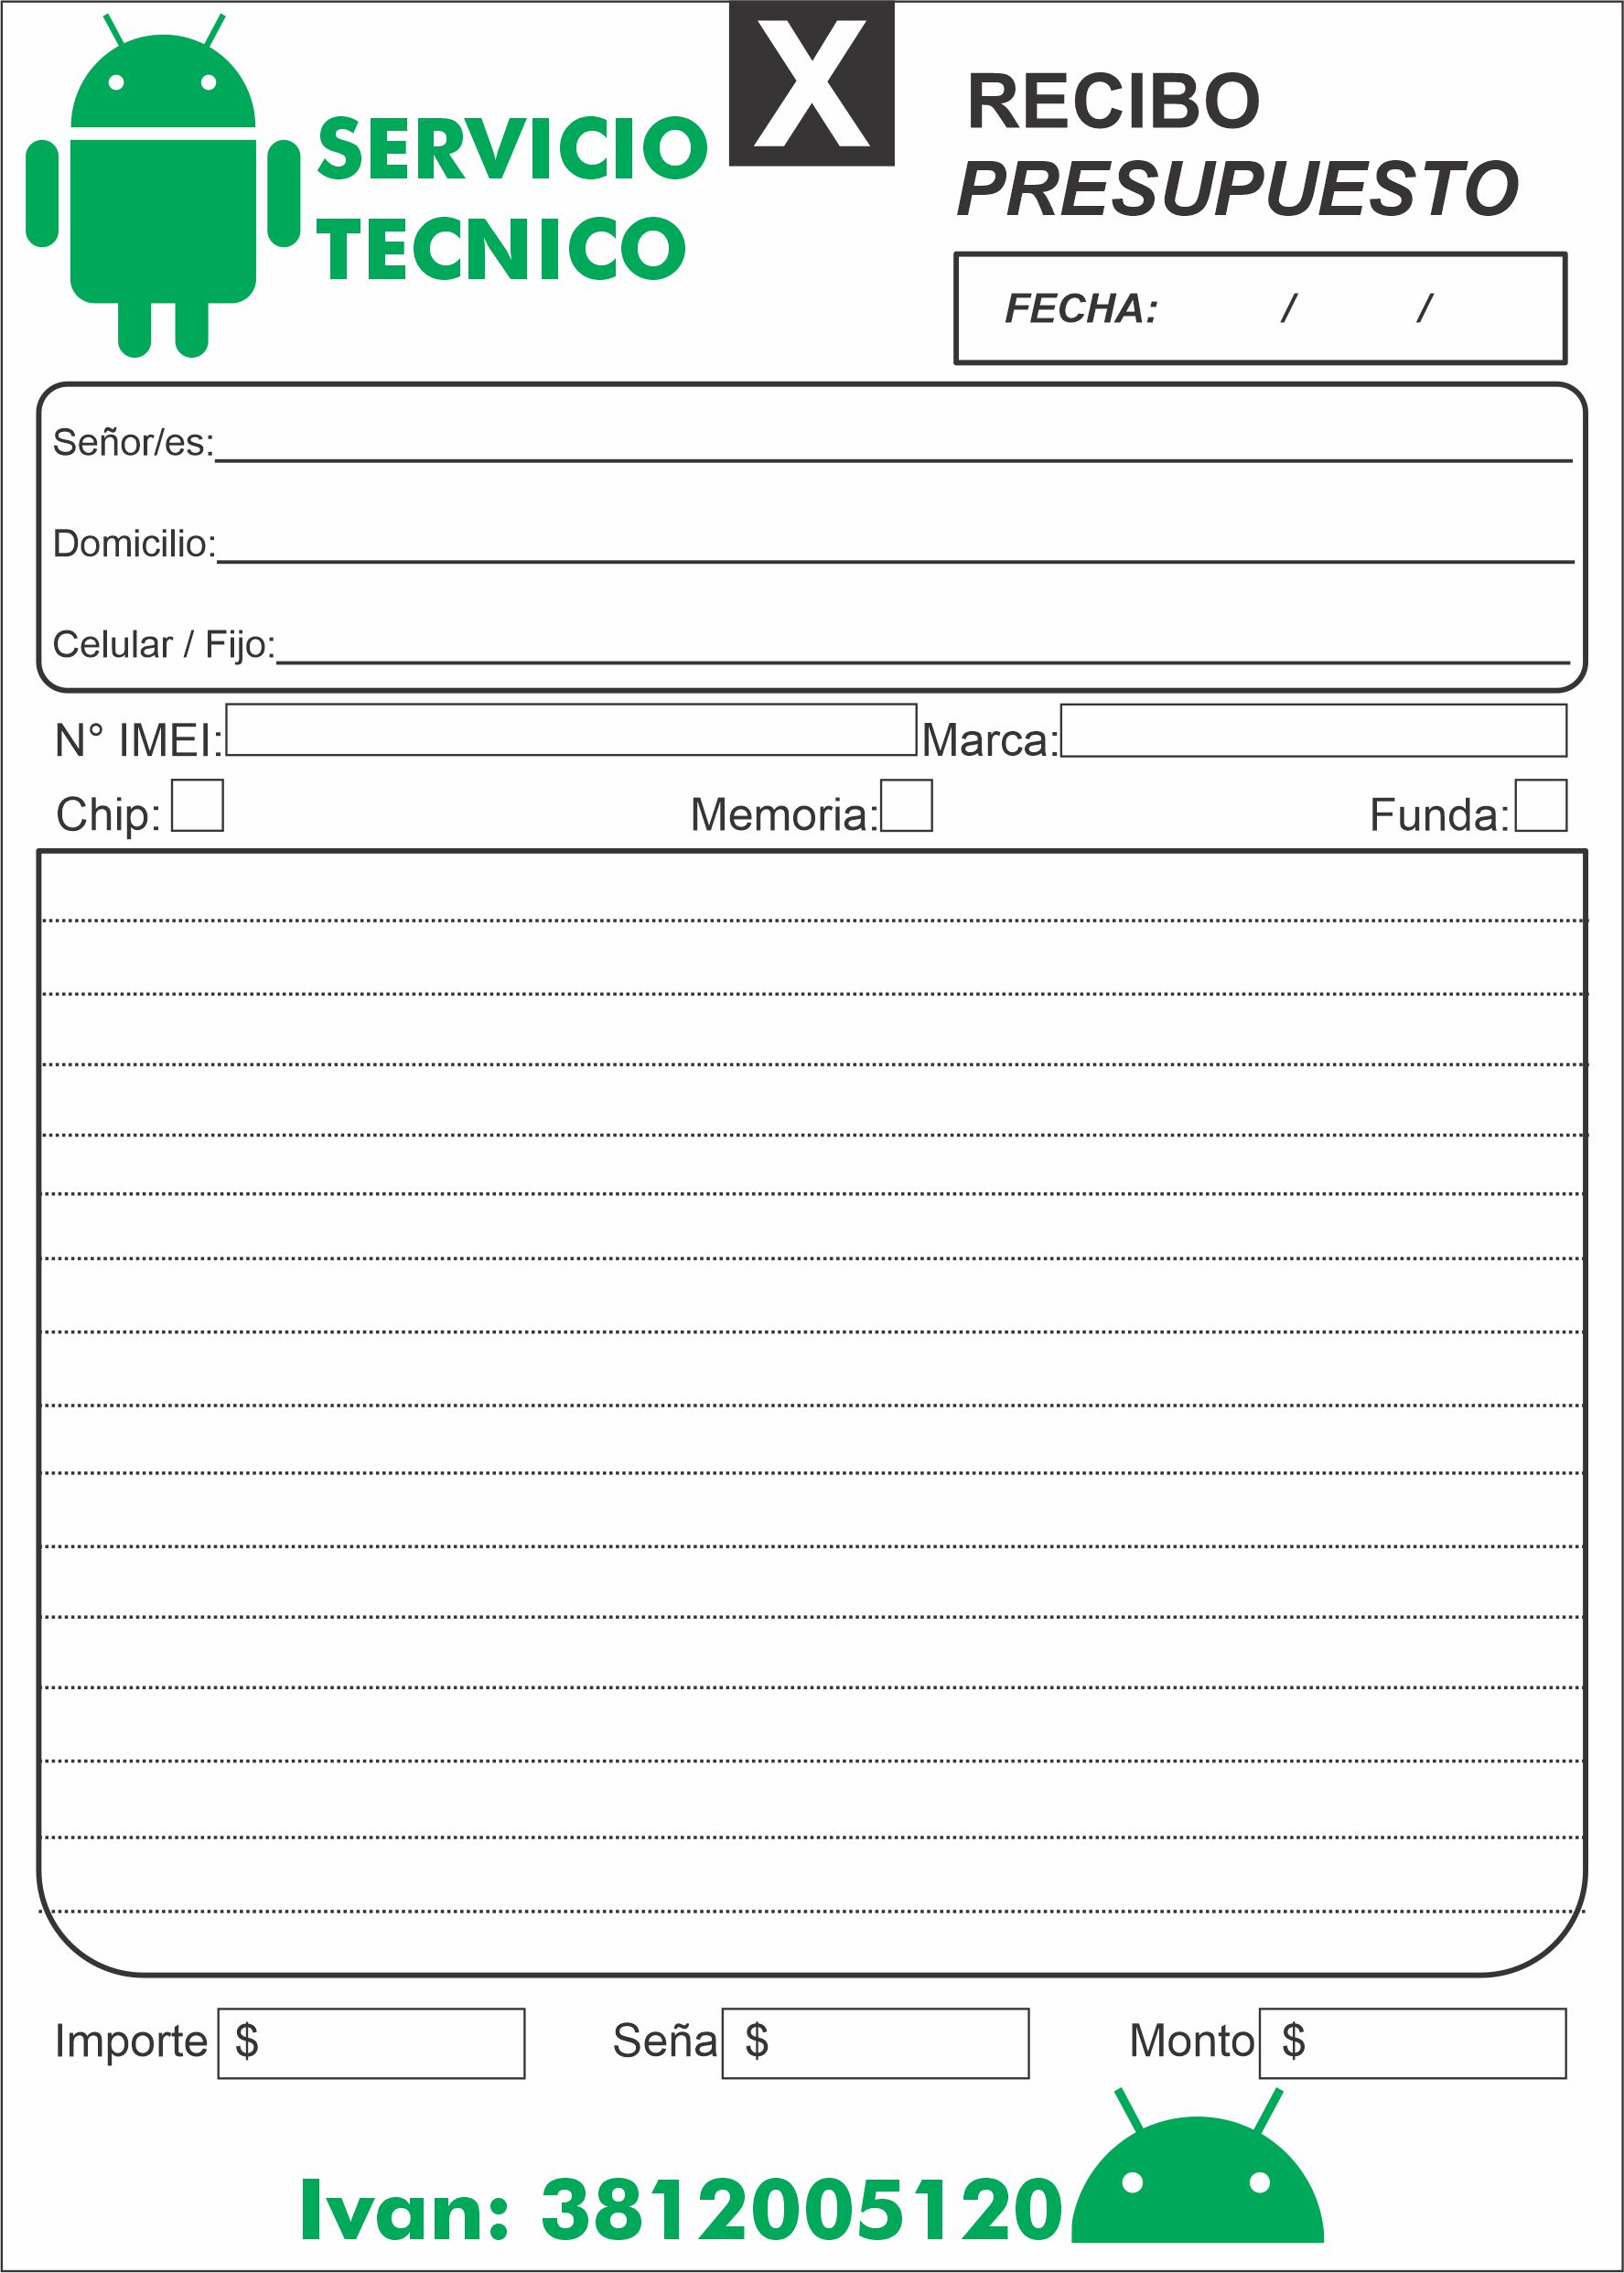 SERVICIO
TECNICO
X
RECIBO
PRESUPUESTO
FECHA: / /
Señor/es:
Domicilio:
Celular / Fijo:
N° IMEI: Marca:
Chip: Memoria: Funda:
Importe $ Seña $ Monto $
Ivan: 3812005120